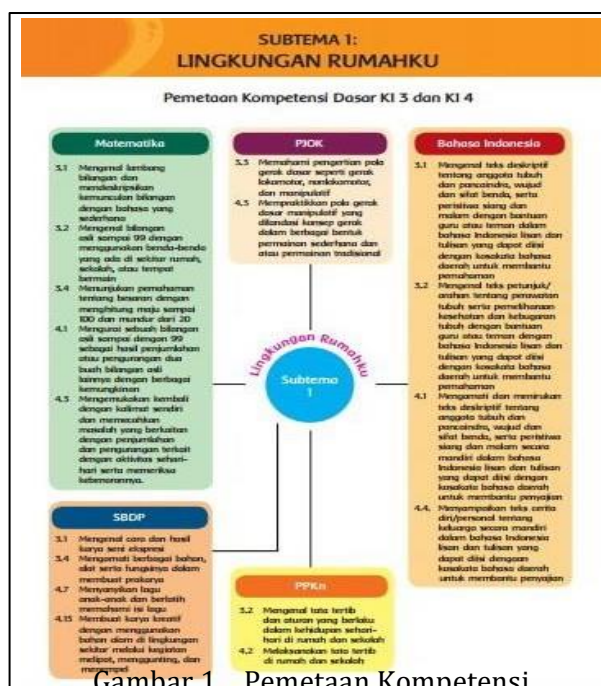 SUBTEMA 1:
LINGKUNGAN RUMAHKU
Pemetaan Kompetensi Dasar KI 3 dan KI 4
Matematika
3.1 Mengenal lambang
bilangan dan
mendeskripsikan
kemunculan bilangan
dengan bahasa yang
sederhana
3.2 Mengenal bilangan
asli sampai 99 dengan
menggunakan benda-benda
yang ada di sekitar rumah,
sekolah, atau tempat
bermain
3.4 Menunjukan pemahaman
tentang besaran dengan
menghitung maju sampai
100 dan mundur dari 20
4.1 Mengurai sebuah bilangan
asli sampai dengan 99
sebagai hasil penjumlahan
atau pengurangan dua
buah bilangan asli
lainnya dengan berbagai
kemungkinan
4.3 Mengemukakan kembali
dengan kalimat sendiri
dan memecahkan
masalah yang berkaitan
dengan penjumlahan
dan pengurangan terkait
dengan aktivitas sehari-
hari serta memeriksa
kebenarannya.
PJOK
3.3 Memahami pengertian pola
gerak dasar seperti gerak
lokomotor, nonlokomotor,
dan manipulatif
4.3 Mempraktikkan pola gerak
dasar manipulatif yang
dilandasi konsep gerak
dalam berbagai bentuk
permainan sederhana dan
atau permainan tradisional
Bahasa Indonesia
3.1 Mengenal teks deskriptif
tentang anggota tubuh
dan pancaindra, wujud
dan sifat benda, serta
peristiwa siang dan
malam dengan bantuan
guru atau teman dalam
bahasa Indonesia lisan dan
tulisan yang dapat diisi
dengan kosakata bahasa
daerah untuk membantu
pemahaman
3.2 Mengenal teks petunjuk/
arahan tentang perawatan
tubuh serta pemeliharaan
kesehatan dan kebugaran
tubuh dengan bantuan
guru atau teman dengan
bahasa Indonesia lisan dan
tulisan yang dapat diisi
dengan kosakata bahasa
daerah untuk membantu
pemahaman
4.1 Mengamati dan menirukan
teks deskriptif tentang
anggota tubuh dan
pancaindra, wujud dan
sifat benda, serta peristiwa
siang dan malam secara
mandiri dalam bahasa
Indonesia lisan dan tulisan
yang dapat diisi dengan
kosakata bahasa daerah
untuk membantu penyajian
4.4. Menyampaikan teks cerita
diri/personal tentang
keluarga secara mandiri
dalam bahasa Indonesia
lisan dan tulisan yang
dapat diisi dengaan
kosakata bahasa daerah
untuk membantu penyajian
Lingkungan Rumahku
Subtema
1
SBDP
3.1 Mengenal cara dan hasil
karya seni ekspresi
3.4 Mengamati berbagai bahan,
alat serta fungsinya dalam
membuat prakarya
4.7 Menyanyikan lagu
anak-anak dan berlatih
memahami isi lagu
4.15 Membuat karya kreatif
dengan menggunakan
bahan alam di lingkungan
sekitar melalui kegiatan
melipat, menggunting, dan
menempel
PPKn
3.2 Mengenal tata tertib
dan aturan yang berlaku
dalam kehidupan sehari-
hari di rumah dan sekolah
4.2 Melaksanakan tata tertib
di rumah dan sekolah
Gambar 1. Pemetaan Kompetensi